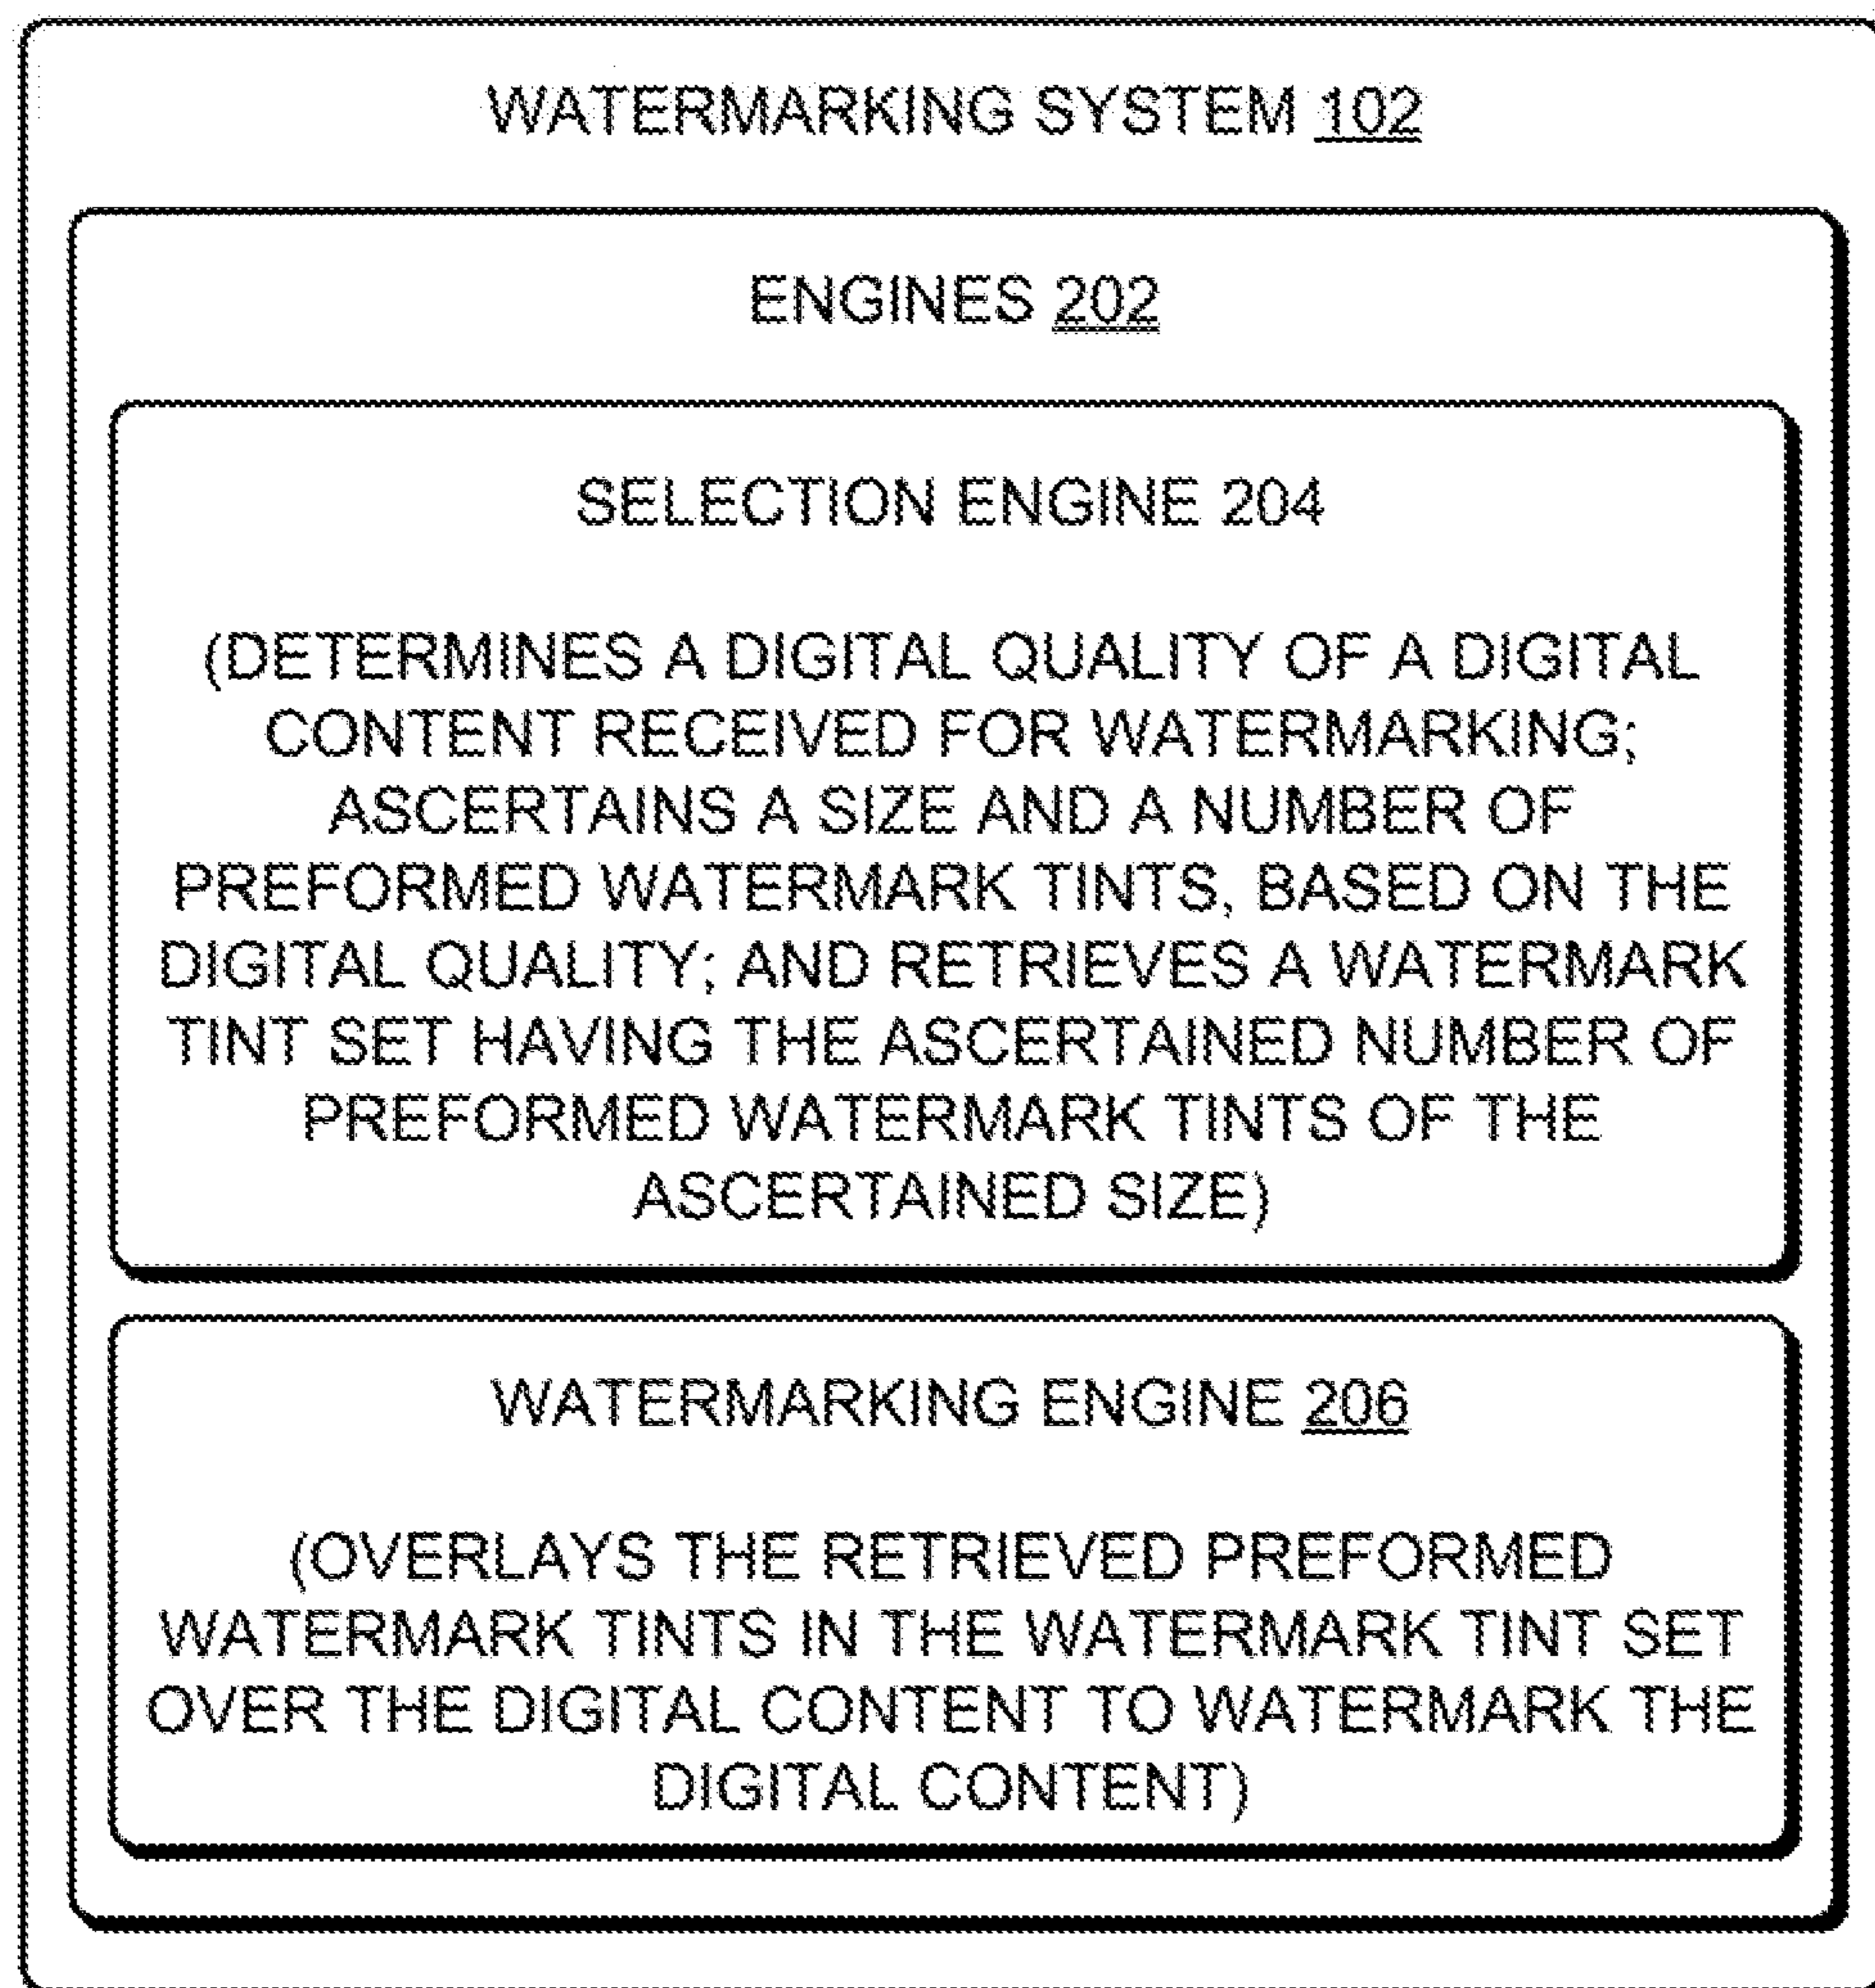 WATERMARKING SYSTEM 102
ENGINES 202
SELECTION ENGINE 204
(DETERMINES A DIGITAL QUALITY OF A DIGITAL
CONTENT RECEIVED FOR WATERMARKING;
ASCERTAINS A SIZE AND A NUMBER OF
PREFORMED WATERMARK TINTS, BASED ON THE
DIGITAL QUALITY; AND RETRIEVES A WATERMARK
TINT SET HAVING THE ASCERTAINED NUMBER OF
PREFORMED WATERMARK TINTS OF THE
ASCERTAINED SIZE)
WATERMARKING ENGINE 206
(OVERLAYS THE RETRIEVED PREFORMED
WATERMARK TINTS IN THE WATERMARK TINT SET
OVER THE DIGITAL CONTENT TO WATERMARK THE
DIGITAL CONTENT)